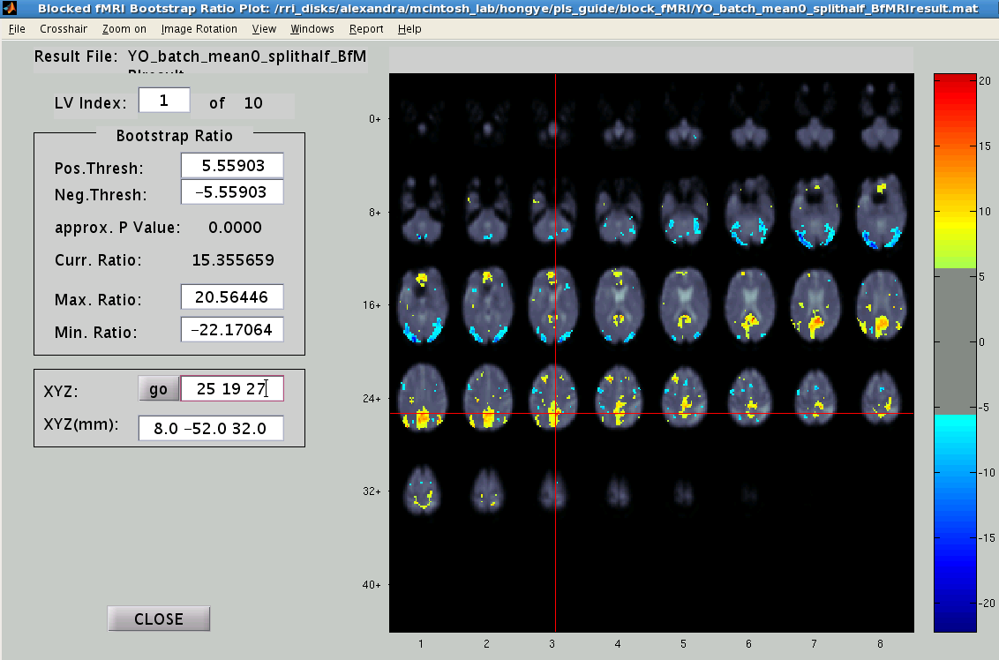 Blocked fMRI Bootstrap Ratio Plot: /rri_disks/alexandra/mcintosh_lab/hongye/pls_guide/block_fMRI/YO_batch_mean0_splithalf_BfMRIresult.mat
File Crosshair Zoom on Image Rotation View Windows Report Help
Result File: YO_batch_mean0_splithalf_BfM
RIresult
LV Index: 1 of 10
Bootstrap Ratio
Pos.Thresh: 5.55903
Neg.Thresh: −5.55903
approx. P Value: 0.0000
Curr. Ratio: 15.355659
Max. Ratio: 20.56446
Min. Ratio: −22.17064
XYZ: go 25 19 27
XYZ(mm): 8.0 −52.0 32.0
CLOSE
0+
8+
16+
24+
32+
40+
1 2 3 4 5 6 7 8
20
15
10
5
0
-5
-10
-15
-20